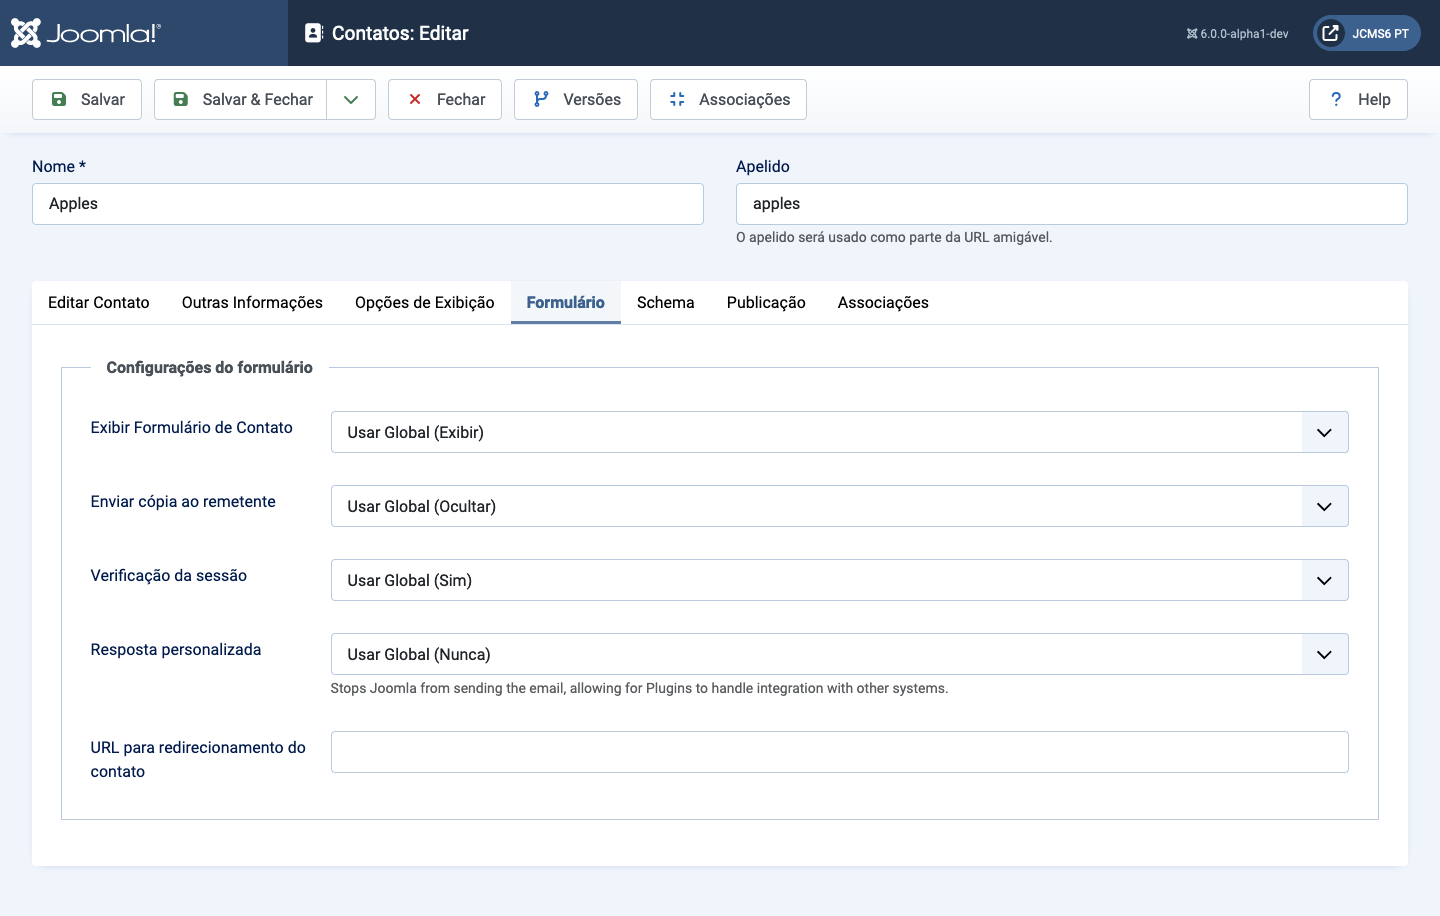 Joomla!®
Contatos: Editar
6.0.0-alpha1-dev
JCMS6 PT
Salvar
Salvar & Fechar
Fechar
Versões
Associações
? Help
Nome *
Apelido
Apples
apples
O apelido será usado como parte da URL amigável.
Editar Contato
Outras Informações
Opções de Exibição
Formulário
Schema
Publicação
Associações
Configurações do formulário
Exibir Formulário de Contato
Usar Global (Exibir)
Enviar cópia ao remetente
Usar Global (Ocultar)
Verificação da sessão
Usar Global (Sim)
Resposta personalizada
Usar Global (Nunca)
Stops Joomla from sending the email, allowing for Plugins to handle integration with other systems.
URL para redirecionamento do
contato